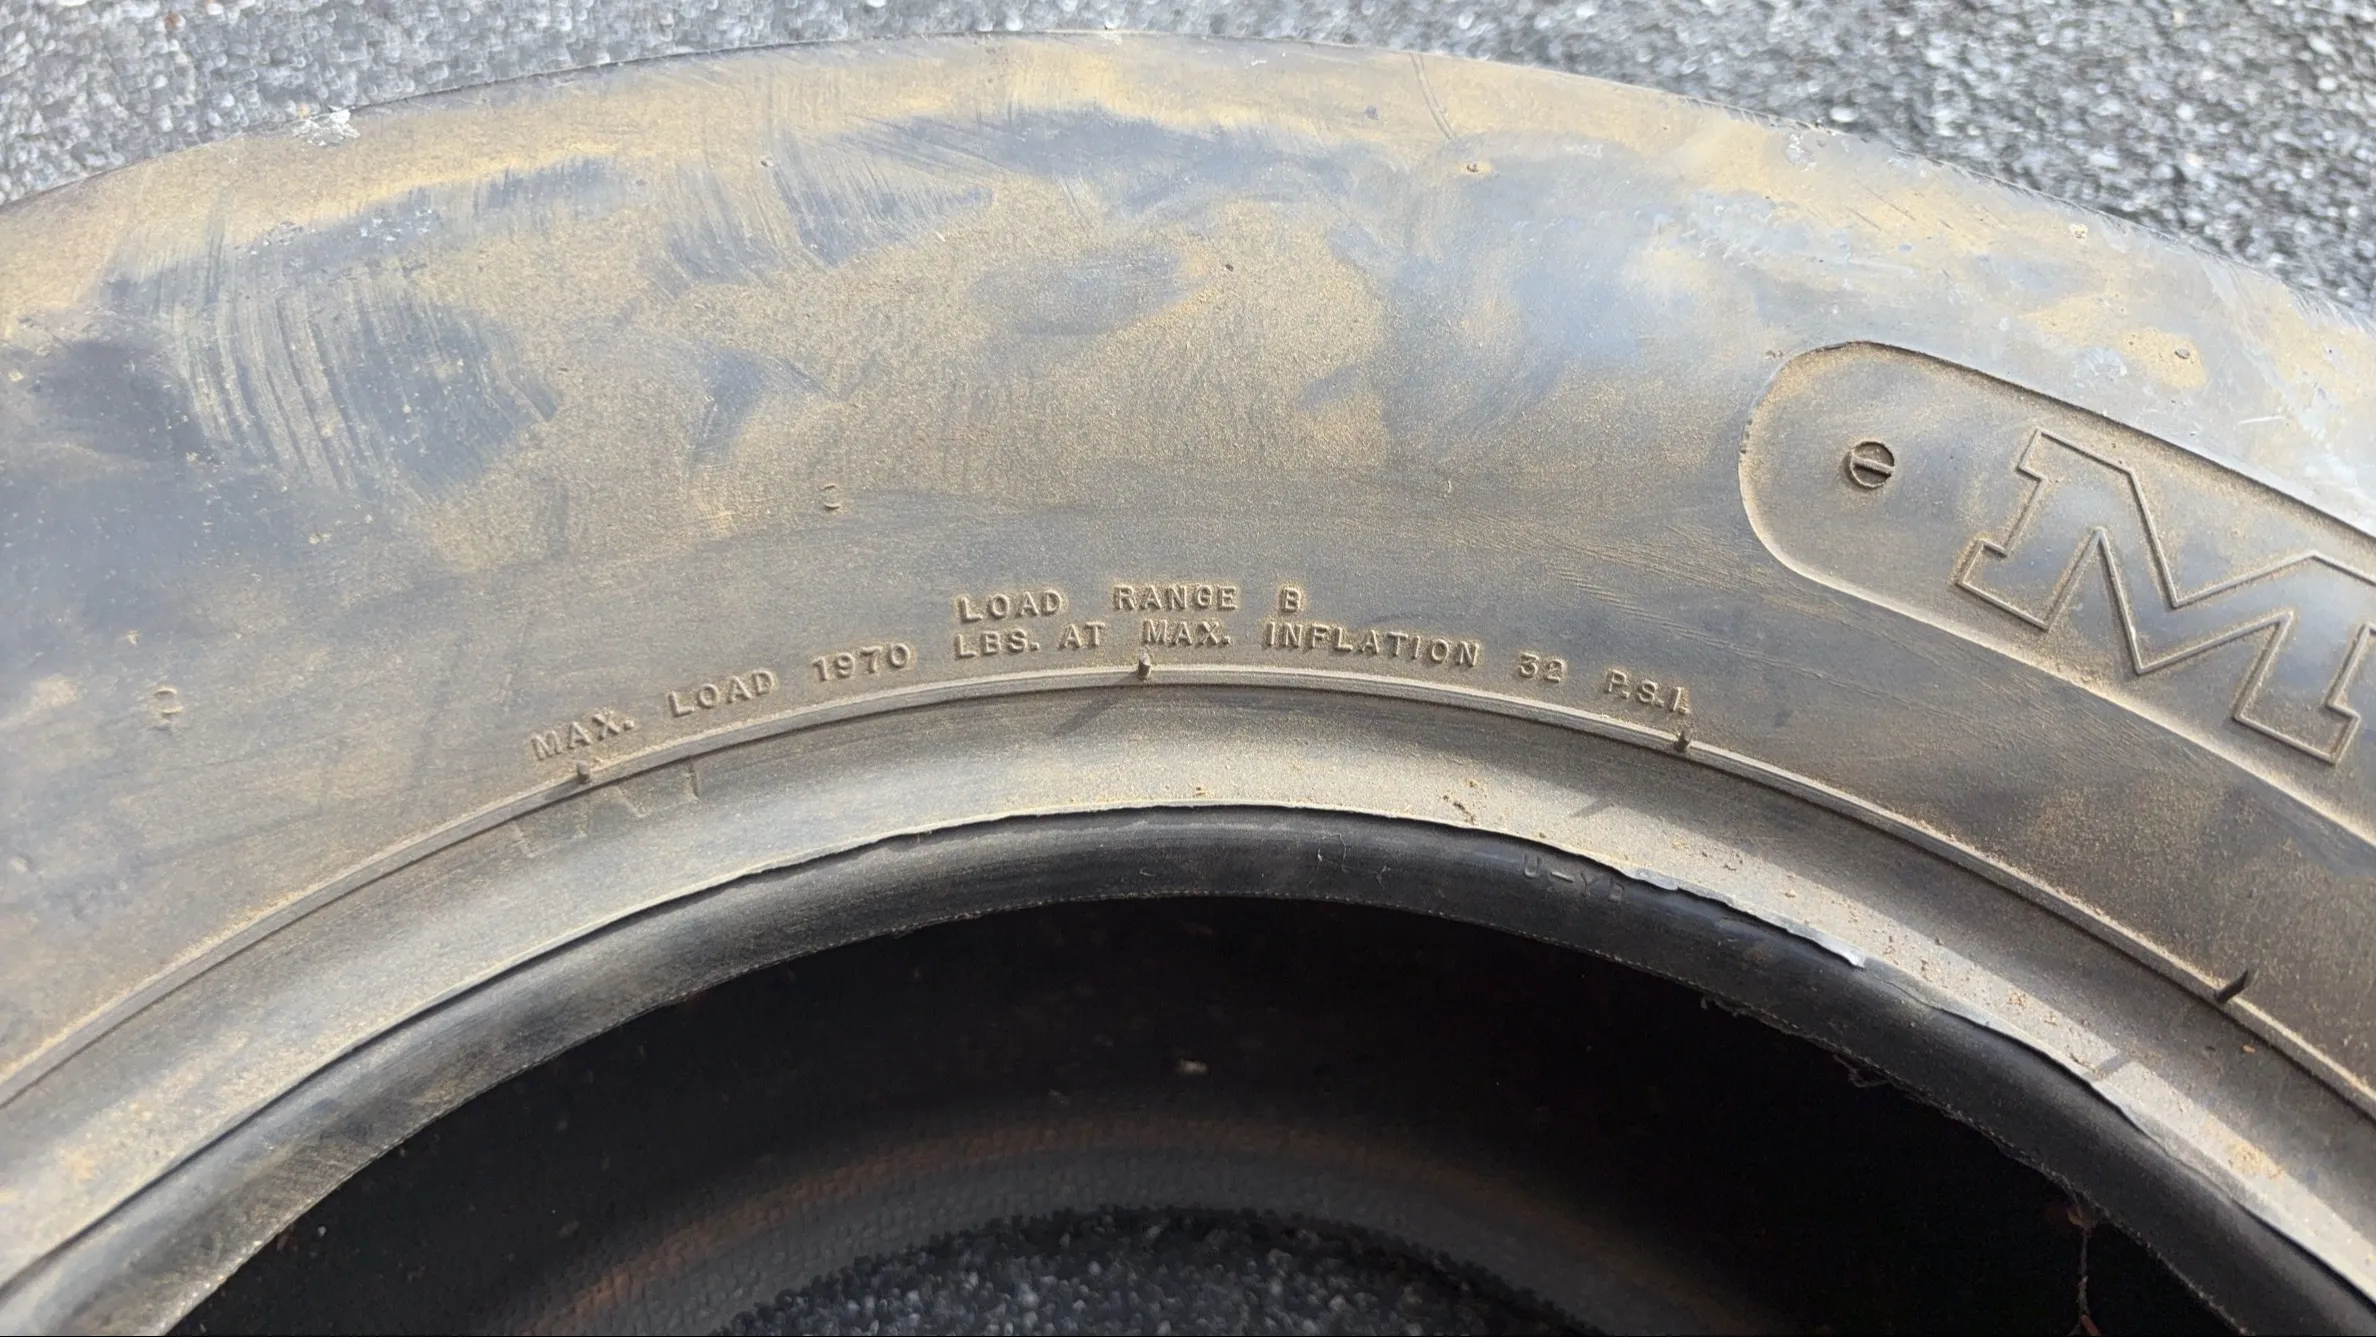 LOAD RANGE B
MAX. LOAD 1970 LBS. AT MAX. INFLATION 32 P.S.I.
M